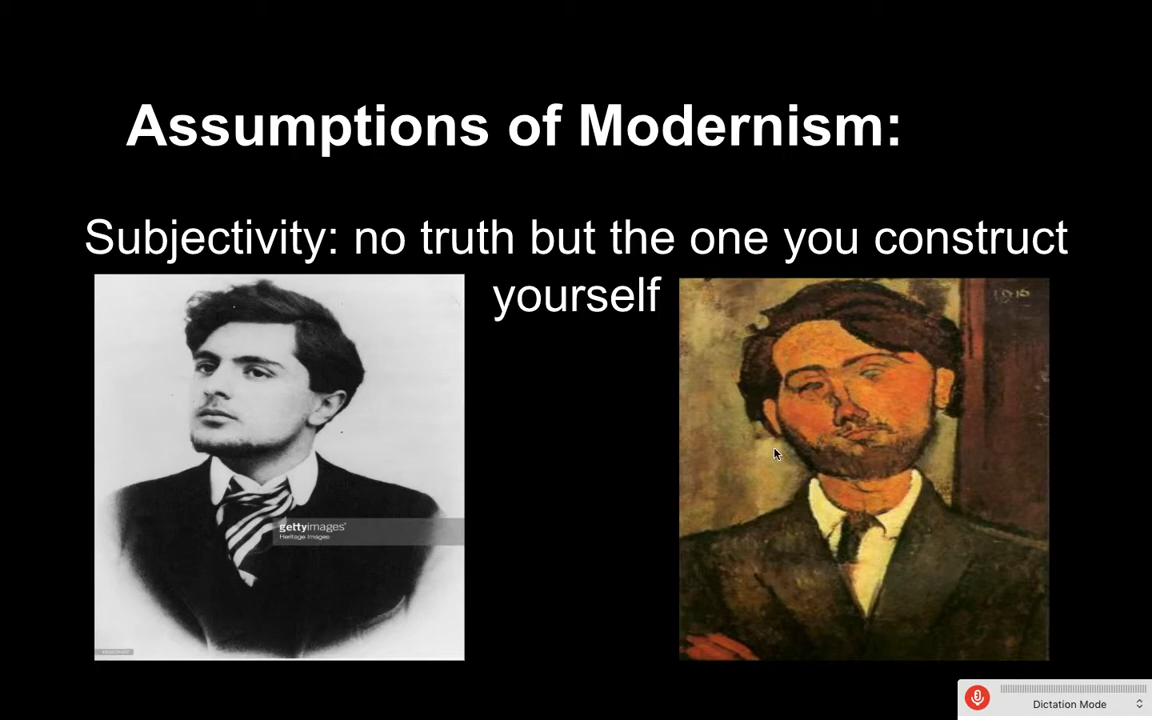 Assumptions of Modernism:
Subjectivity: no truth but the one you construct
yourself
1916
gettyimages®
Heritage Images
Dictation Mode